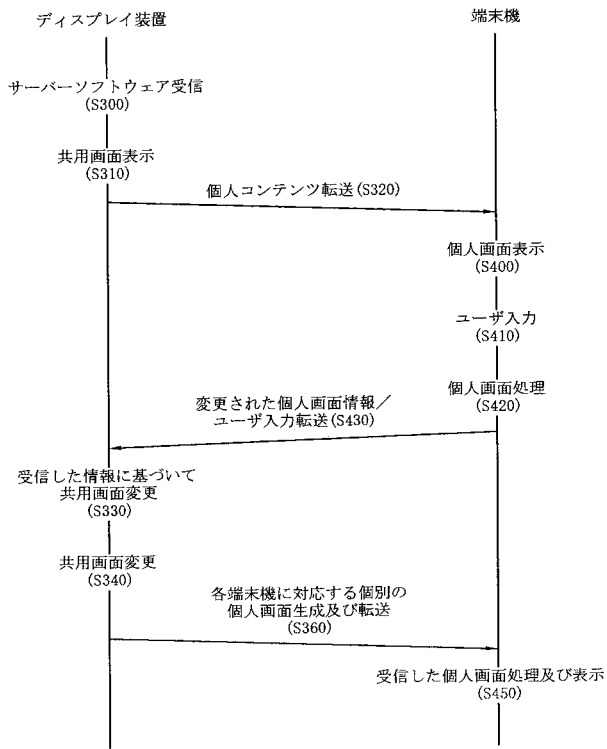 ディスプレイ装置
端末機
サーバーソフトウェア受信
(S300)
共用画面表示
(S310)
個人コンテンツ転送(S320)
個人画面表示
(S400)
ユーザ入力
(S410)
個人画面処理
(S420)
変更された個人画面情報／
ユーザ入力転送(S430)
受信した情報に基づいて
共用画面変更
(S330)
共用画面変更
(S340)
各端末機に対応する個別の
個人画面生成及び転送
(S360)
受信した個人画面処理及び表示
(S450)